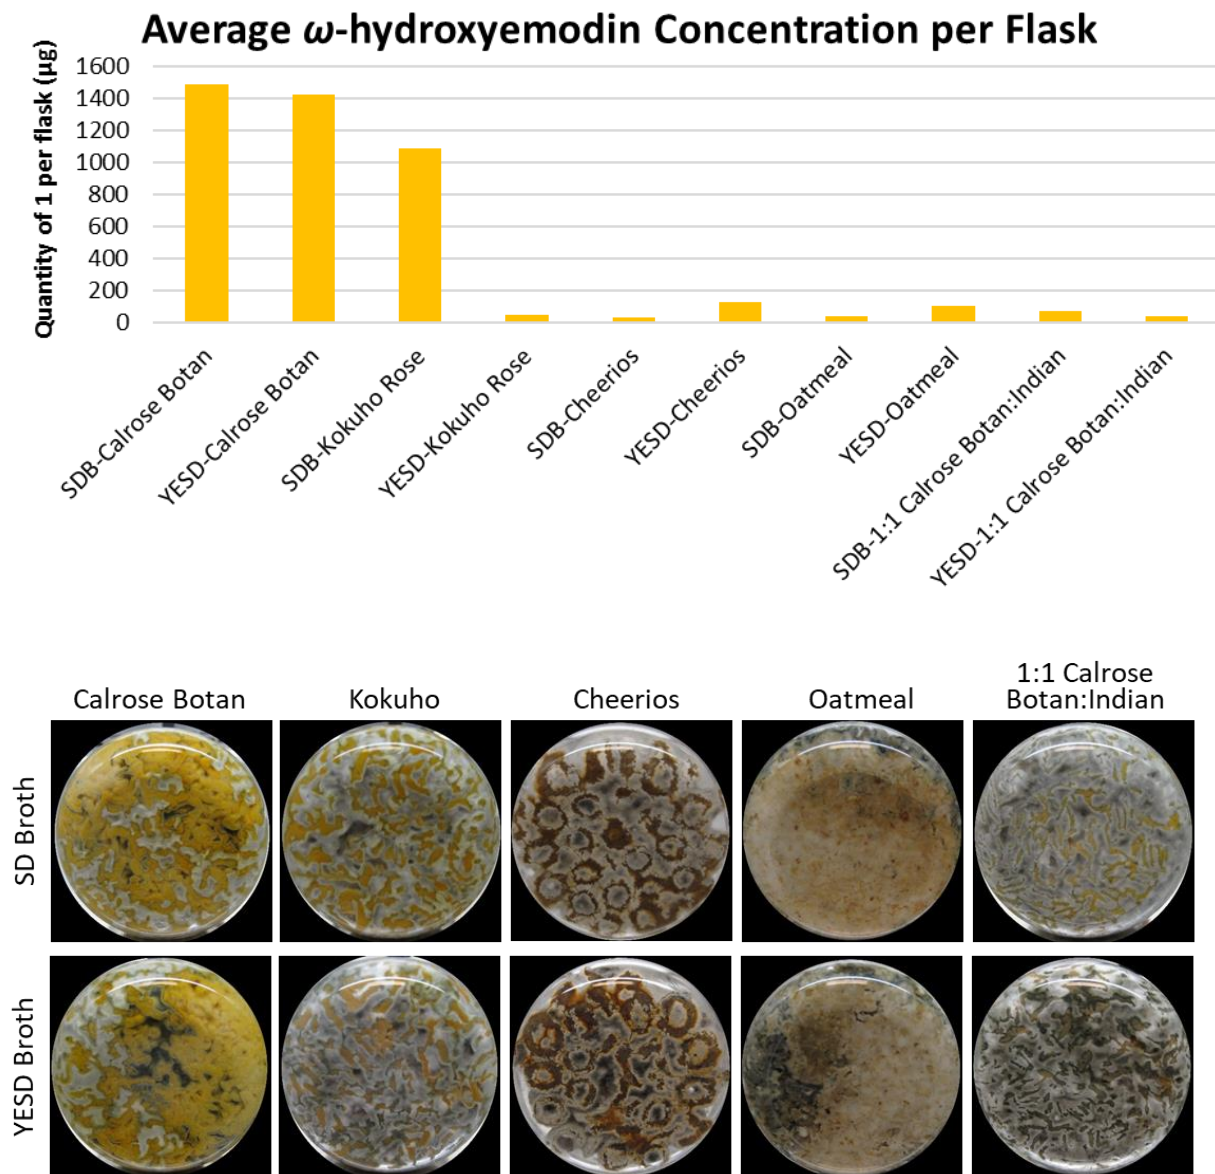 Average ω-hydroxyemodin Concentration per Flask
Quantity of 1 per flask (µg)
1600
1400
1200
1000
800
600
400
200
0
SDB-Calrose Botan
YESD-Calrose Botan
SDB-Kokuho Rose
YESD-Kokuho Rose
SDB-Cheerios
YESD-Cheerios
SDB-Oatmeal
YESD-Oatmeal
SDB-1:1 Calrose Botan:Indian
YESD-1:1 Calrose Botan:Indian
Calrose Botan
Kokuho
Cheerios
Oatmeal
1:1 Calrose
Botan:Indian
SD Broth
YESD Broth